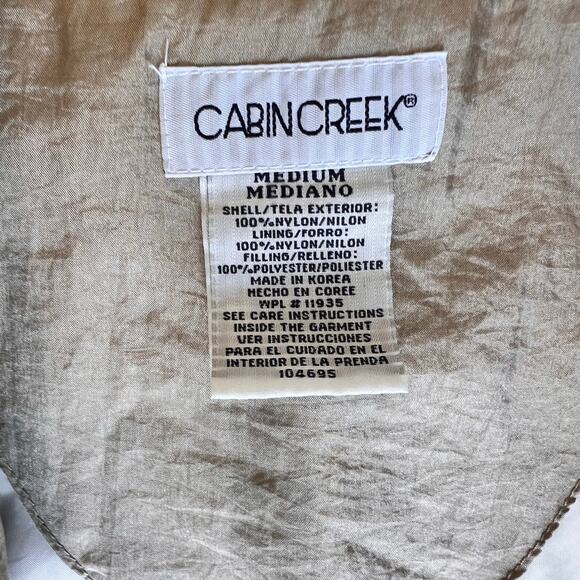 CABIN CREEK®
MEDIUM
MEDIANO
SHELL/TELA EXTERIOR:
100%NYLON/NILON
LINING/FORRO:
100%NYLON/NILON
FILLING/RELLENO:
100%POLYESTER/POLIESTER
MADE IN KOREA
HECHO EN COREE
WPL # 11935
SEE CARE INSTRUCTIONS
INSIDE THE GARMENT
VER INSTRUCCIONES
PARA EL CUIDADO EN EL
INTERIOR DE LA PRENDA
104695